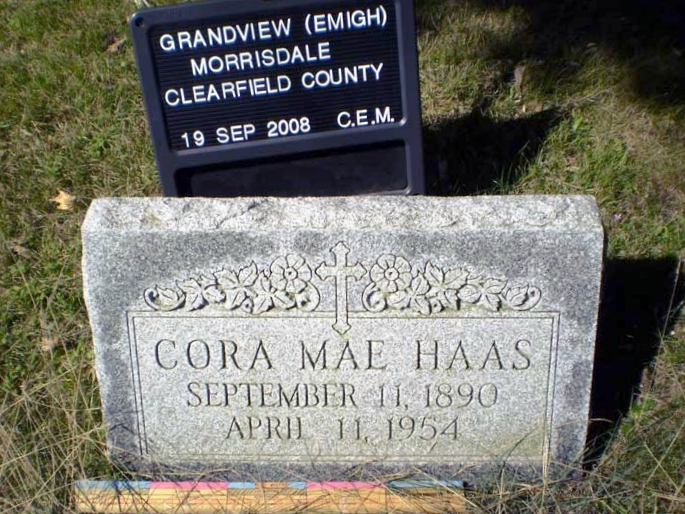 GRANDVIEW (EMIGH)
MORRISDALE
CLEARFIELD COUNTY
19 SEP 2008 C.E.M.
CORA MAE HAAS
SEPTEMBER 11, 1890
APRIL 11, 1954